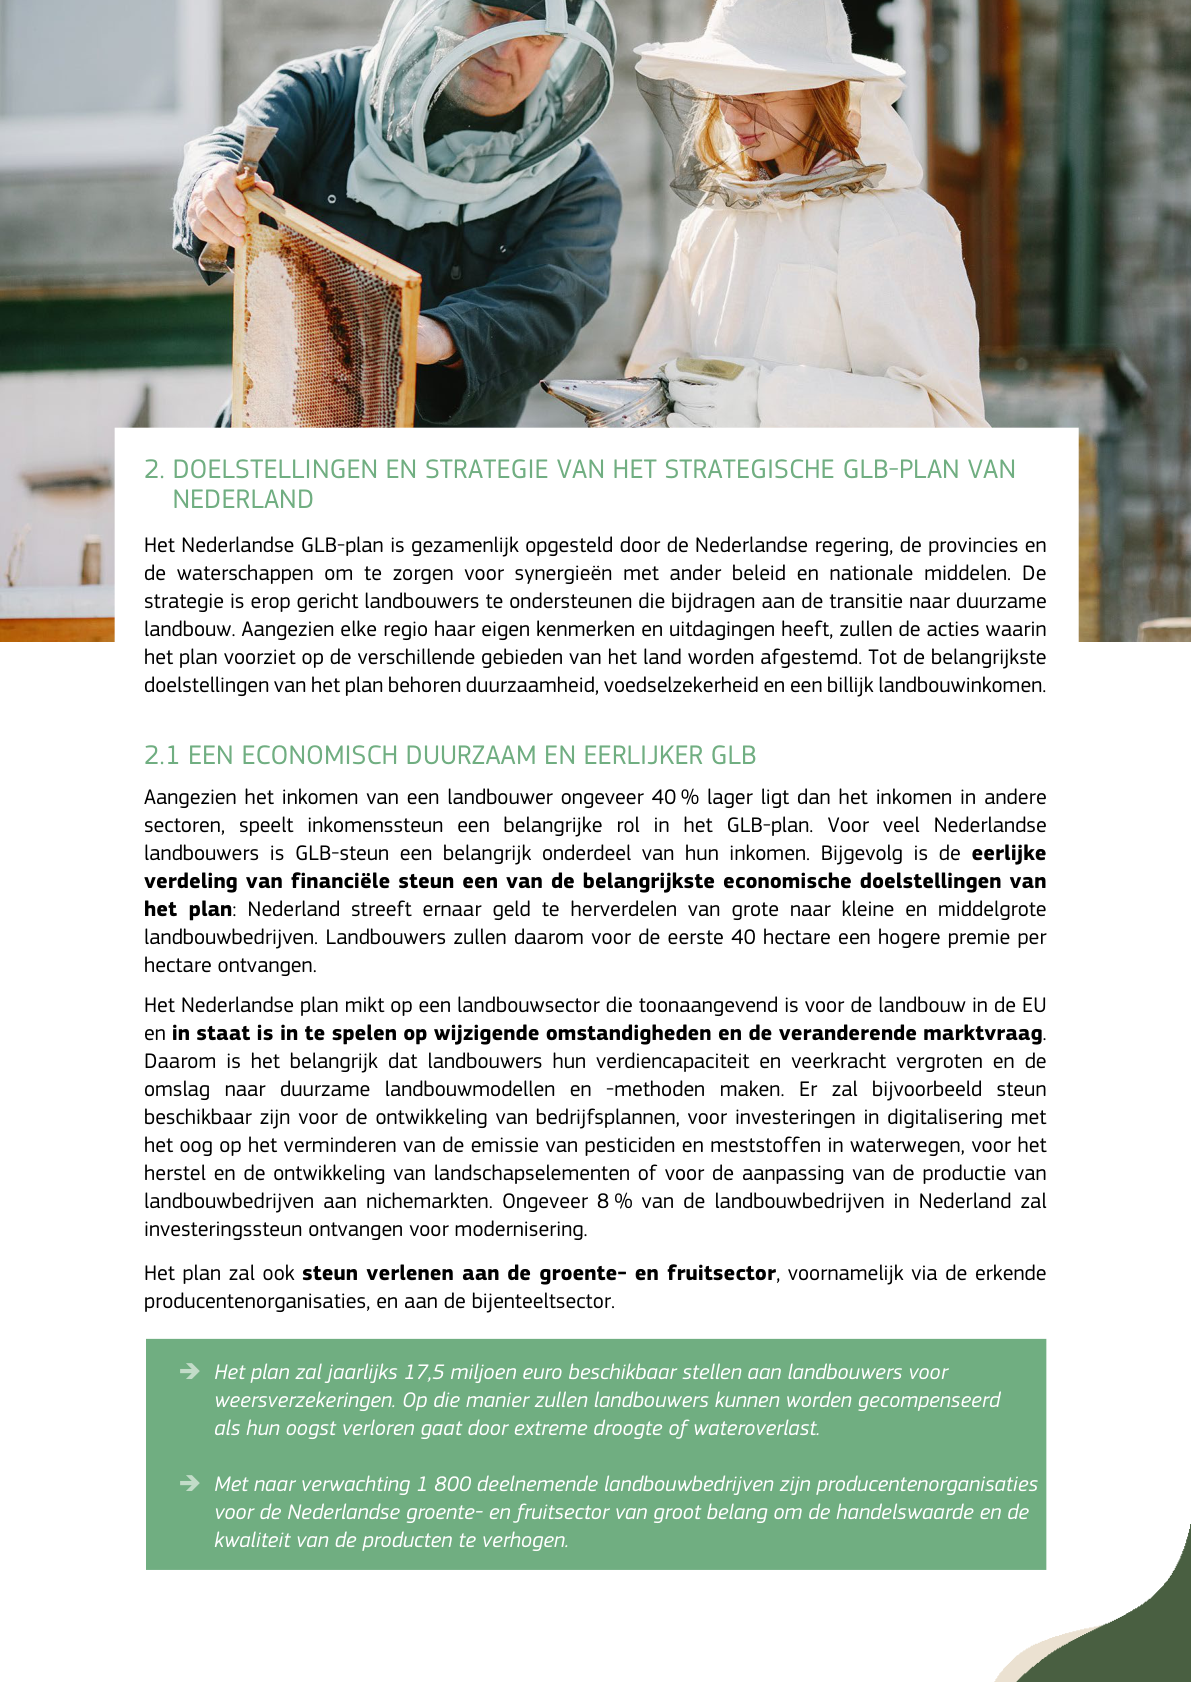 2. DOELSTELLINGEN EN STRATEGIE VAN HET STRATEGISCHE GLB-PLAN VAN
NEDERLAND
Het Nederlandse GLB-plan is gezamenlijk opgesteld door de Nederlandse regering, de provincies en
de waterschappen om te zorgen voor synergieën met ander beleid en nationale middelen. De
strategie is erop gericht landbouwers te ondersteunen die bijdragen aan de transitie naar duurzame
landbouw. Aangezien elke regio haar eigen kenmerken en uitdagingen heeft, zullen de acties waarin
het plan voorziet op de verschillende gebieden van het land worden afgestemd. Tot de belangrijkste
doelstellingen van het plan behoren duurzaamheid, voedselzekerheid en een billijk landbouwinkomen.
2.1 EEN ECONOMISCH DUURZAAM EN EERLIJKER GLB
Aangezien het inkomen van een landbouwer ongeveer 40 % lager ligt dan het inkomen in andere
sectoren, speelt inkomenssteun een belangrijke rol in het GLB-plan. Voor veel Nederlandse
landbouwers is GLB-steun een belangrijk onderdeel van hun inkomen. Bijgevolg is de eerlijke
verdeling van financiële steun een van de belangrijkste economische doelstellingen van
het plan: Nederland streeft ernaar geld te herverdelen van grote naar kleine en middelgrote
landbouwbedrijven. Landbouwers zullen daarom voor de eerste 40 hectare een hogere premie per
hectare ontvangen.
Het Nederlandse plan mikt op een landbouwsector die toonaangevend is voor de landbouw in de EU
en in staat is in te spelen op wijzigende omstandigheden en de veranderende marktvraag.
Daarom is het belangrijk dat landbouwers hun verdiencapaciteit en veerkracht vergroten en de
omslag naar duurzame landbouwmodellen en -methoden maken. Er zal bijvoorbeeld steun
beschikbaar zijn voor de ontwikkeling van bedrijfsplannen, voor investeringen in digitalisering met
het oog op het verminderen van de emissie van pesticiden en meststoffen in waterwegen, voor het
herstel en de ontwikkeling van landschapselementen of voor de aanpassing van de productie van
landbouwbedrijven aan nichemarkten. Ongeveer 8 % van de landbouwbedrijven in Nederland zal
investeringssteun ontvangen voor modernisering.
Het plan zal ook steun verlenen aan de groente- en fruitsector, voornamelijk via de erkende
producentenorganisaties, en aan de bijenteeltsector.
➔ Het plan zal jaarlijks 17,5 miljoen euro beschikbaar stellen aan landbouwers voor
weersverzekeringen. Op die manier zullen landbouwers kunnen worden gecompenseerd
als hun oogst verloren gaat door extreme droogte of wateroverlast.
➔ Met naar verwachting 1 800 deelnemende landbouwbedrijven zijn producentenorganisaties
voor de Nederlandse groente- en fruitsector van groot belang om de handelswaarde en de
kwaliteit van de producten te verhogen.